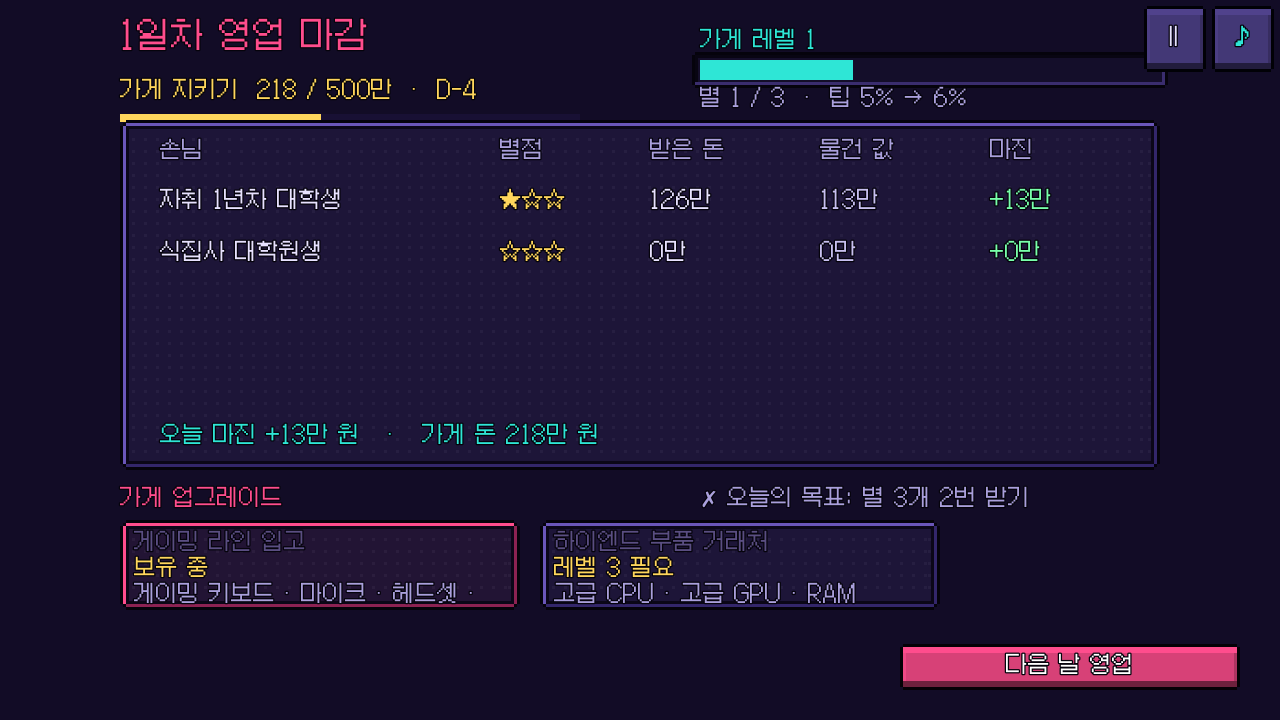 1일차 영업 마감
가게 지키기 218 / 500만 · D-4
가게 레벨 1
별 1 / 3 · 팁 5% → 6%
손님 별점 받은 돈 물건 값 마진
자취 1년차 대학생 ★☆☆ 126만 113만 +13만
식집사 대학원생 ☆☆☆ 0만 0만 +0만
오늘 마진 +13만 원 · 가게 돈 218만 원
가게 업그레이드
✗ 오늘의 목표: 별 3개 2번 받기
게이밍 라인 입고
보유 중
게이밍 키보드 · 마이크 · 헤드셋 ·
하이엔드 부품 거래처
레벨 3 필요
고급 CPU · 고급 GPU · RAM
다음 날 영업